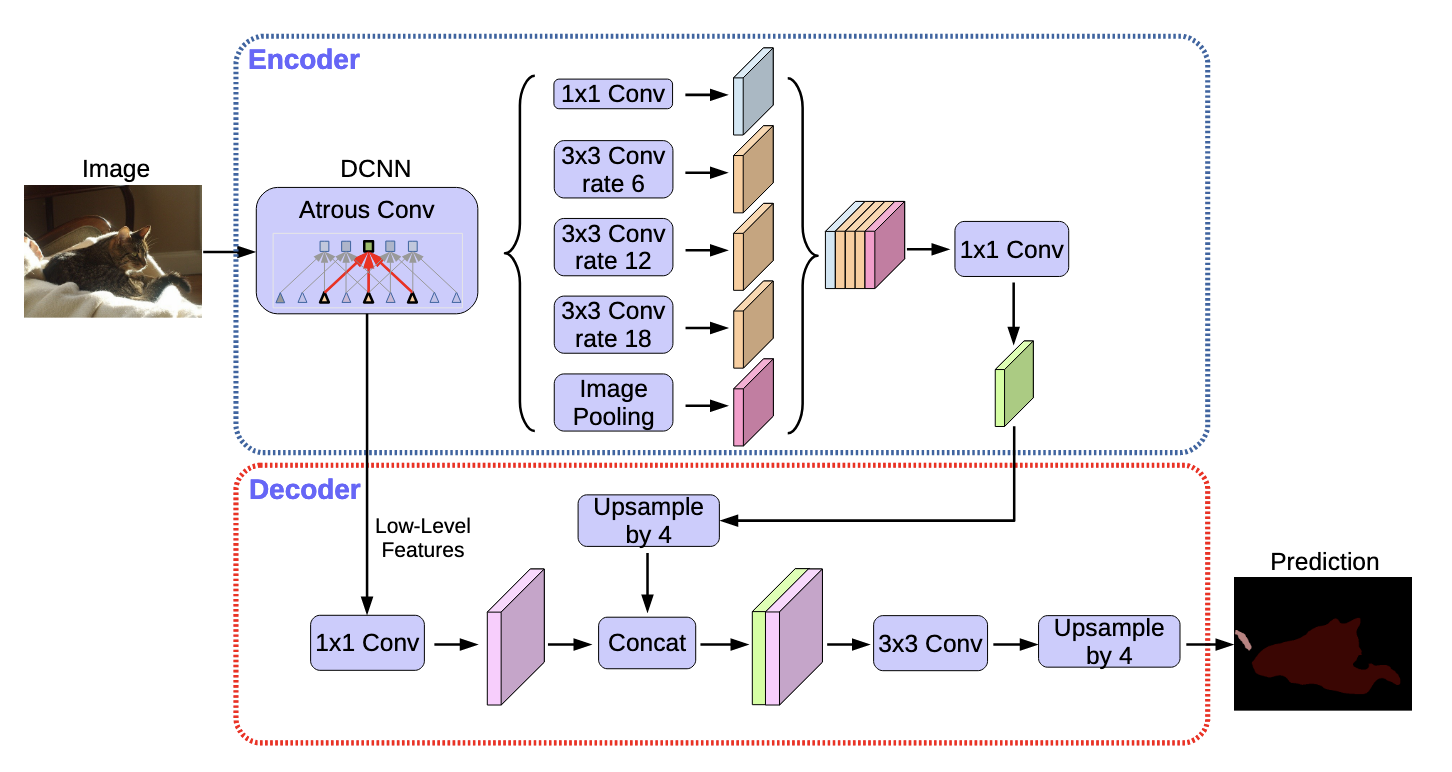 Encoder
Image
DCNN
Atrous Conv
1x1 Conv
3x3 Conv
rate 6
3x3 Conv
rate 12
3x3 Conv
rate 18
Image
Pooling
1x1 Conv
Decoder
Low-Level
Features
Upsample
by 4
1x1 Conv
Concat
3x3 Conv
Upsample
by 4
Prediction